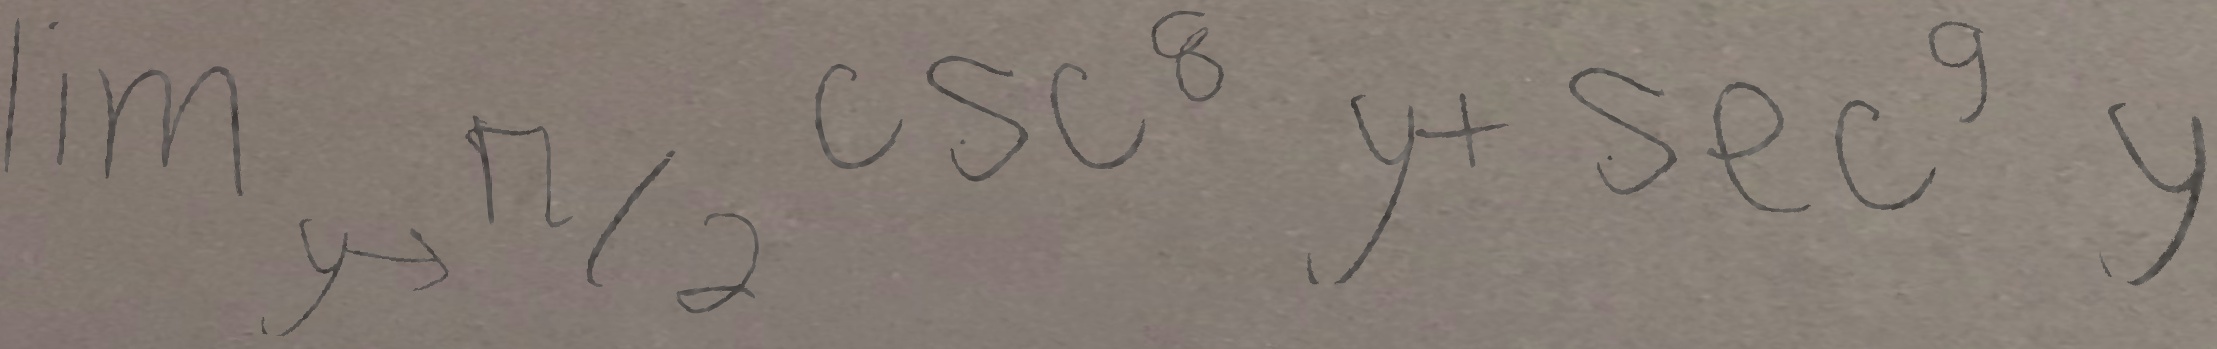 lim y→π/2 csc⁸ y + sec⁹ y